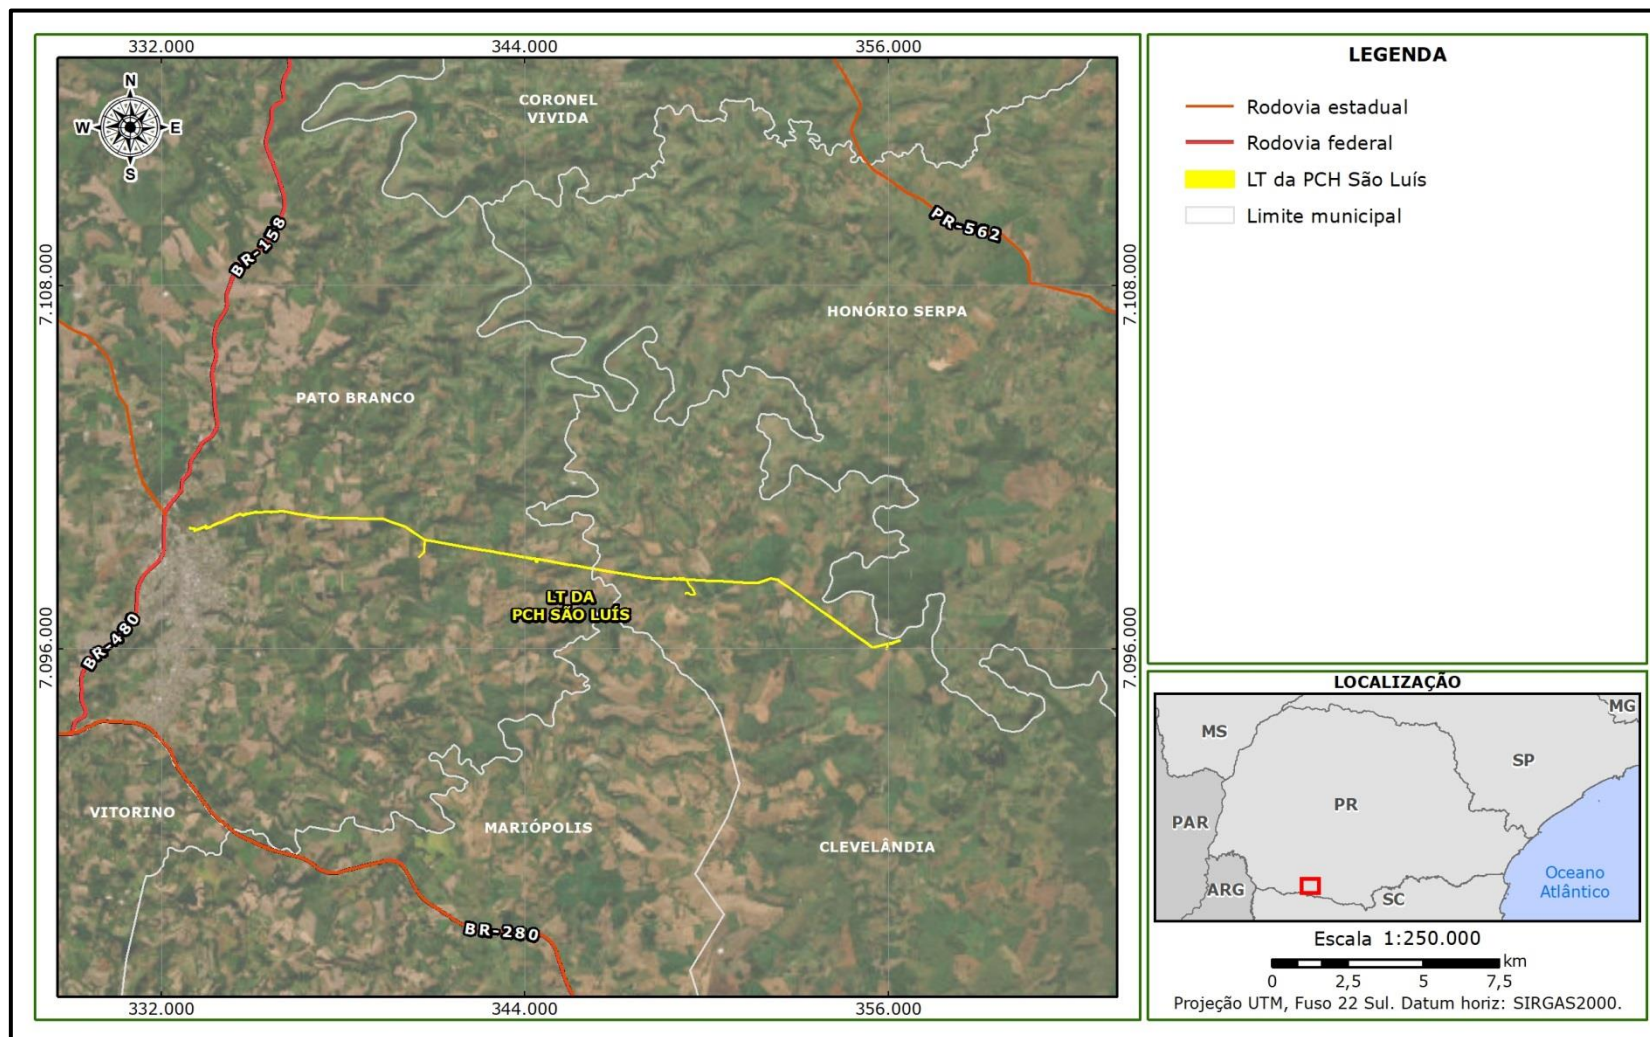 332.000
344.000
356.000
N
W
E
S
CORONEL
VIVIDA
BR-158
PR-562
7.108.000
7.108.000
HONÓRIO SERPA
PATO BRANCO
LT DA
PCH SÃO LUÍS
BR-480
7.096.000
7.096.000
VITORINO
MARIÓPOLIS
CLEVELÂNDIA
BR-280
332.000
344.000
356.000
LEGENDA
Rodovia estadual
Rodovia federal
LT da PCH São Luís
Limite municipal
LOCALIZAÇÃO
MS
MG
SP
PR
PAR
ARG
SC
Oceano
Atlântico
Escala 1:250.000
km
0 2,5 5 7,5
Projeção UTM, Fuso 22 Sul. Datum horiz: SIRGAS2000.